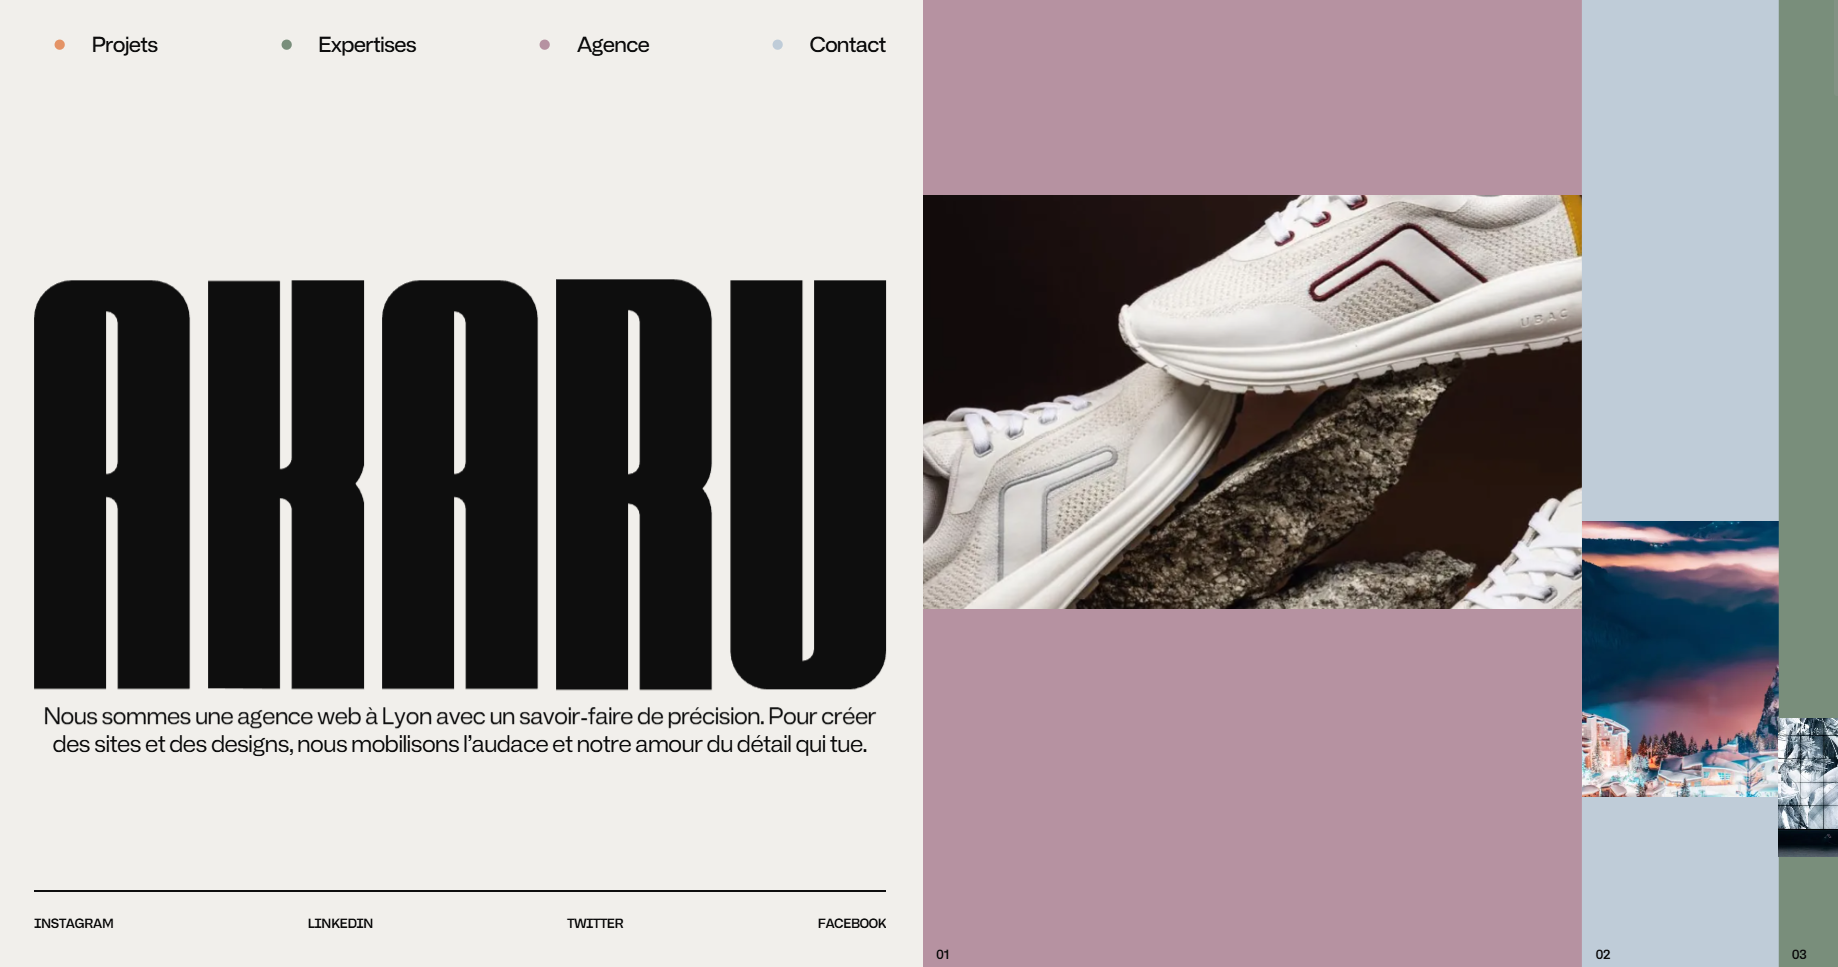 Projets
Expertises
Agence
Contact
AKARU
Nous sommes une agence web à Lyon avec un savoir-faire de précision. Pour créer
des sites et des designs, nous mobilisons l’audace et notre amour du détail qui tue.
INSTAGRAM
LINKEDIN
TWITTER
FACEBOOK
UBAC
01
02
03